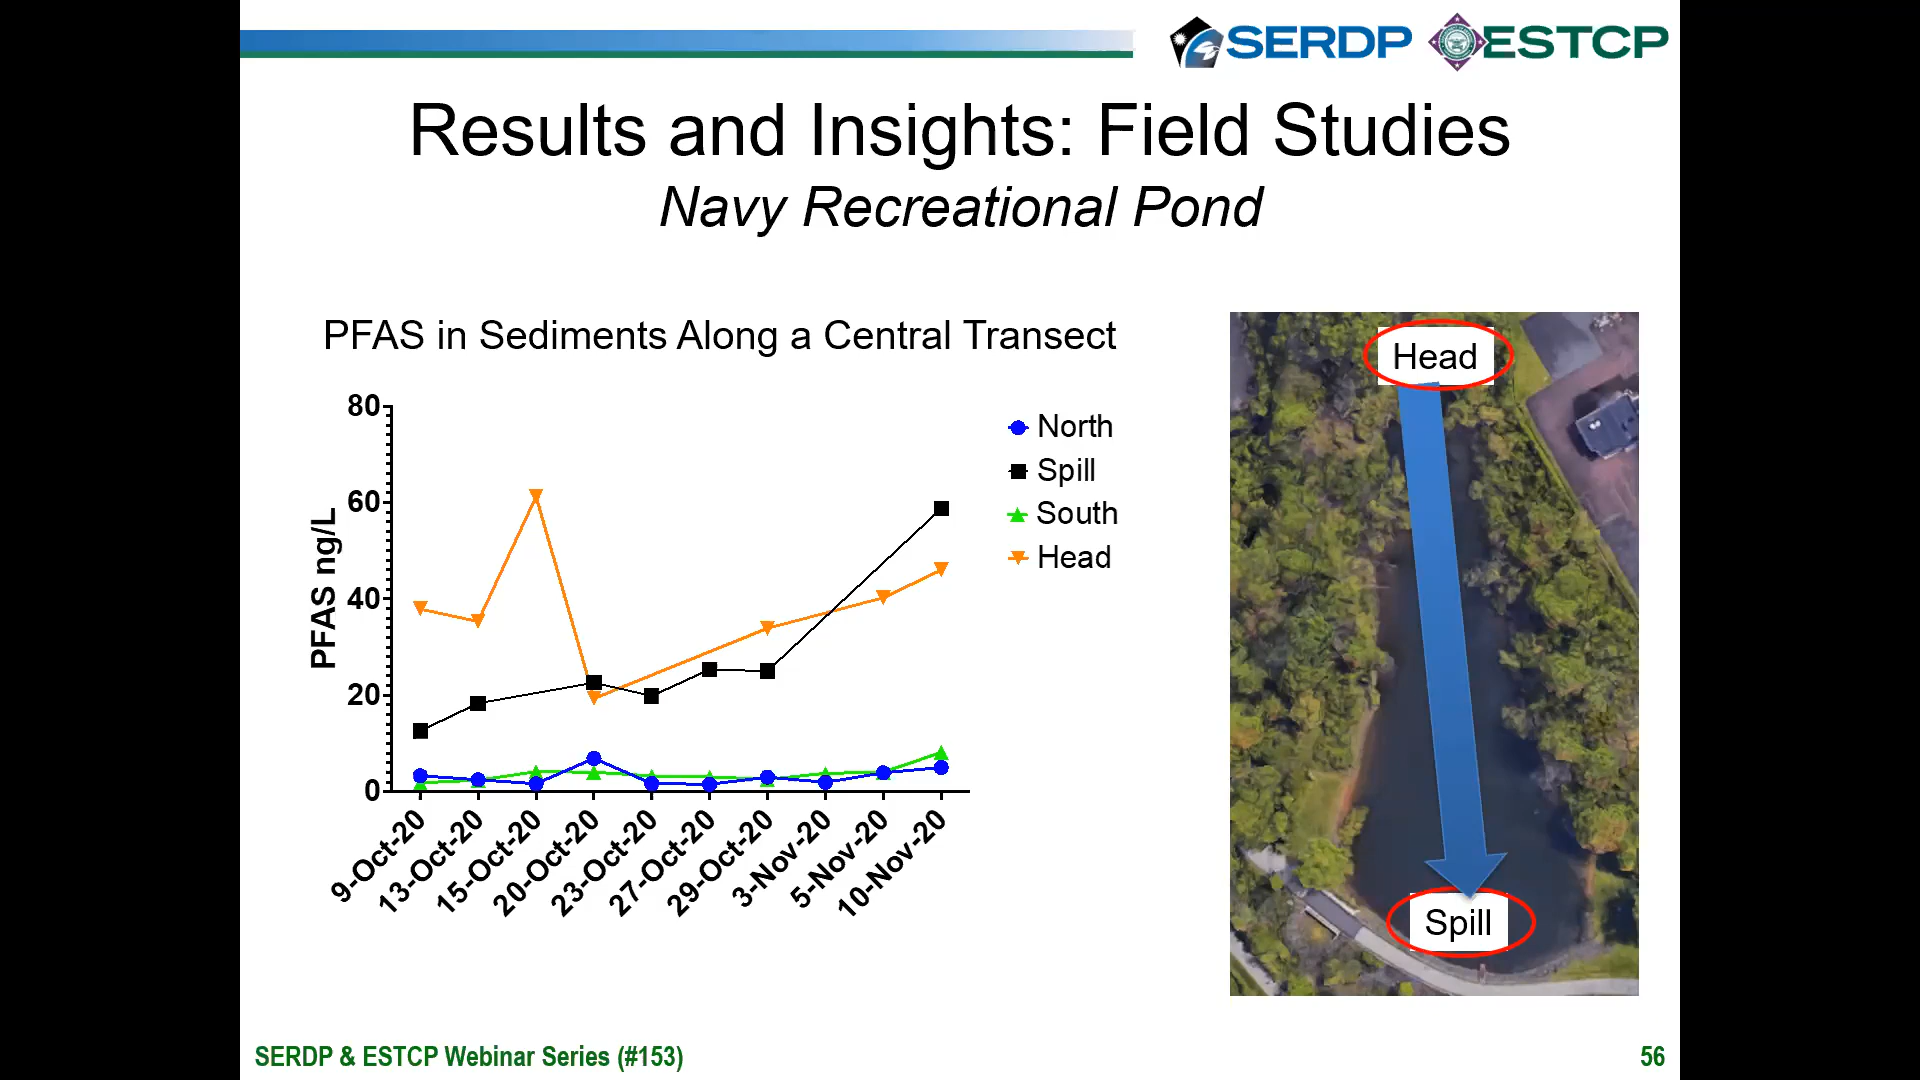 SERDP ESTCP
Results and Insights: Field Studies
Navy Recreational Pond
PFAS in Sediments Along a Central Transect
PFAS ng/L
80
60
40
20
0
9-Oct-20
13-Oct-20
15-Oct-20
20-Oct-20
23-Oct-20
27-Oct-20
29-Oct-20
3-Nov-20
5-Nov-20
10-Nov-20
North
Spill
South
Head
Head
Spill
SERDP & ESTCP Webinar Series (#153)
56